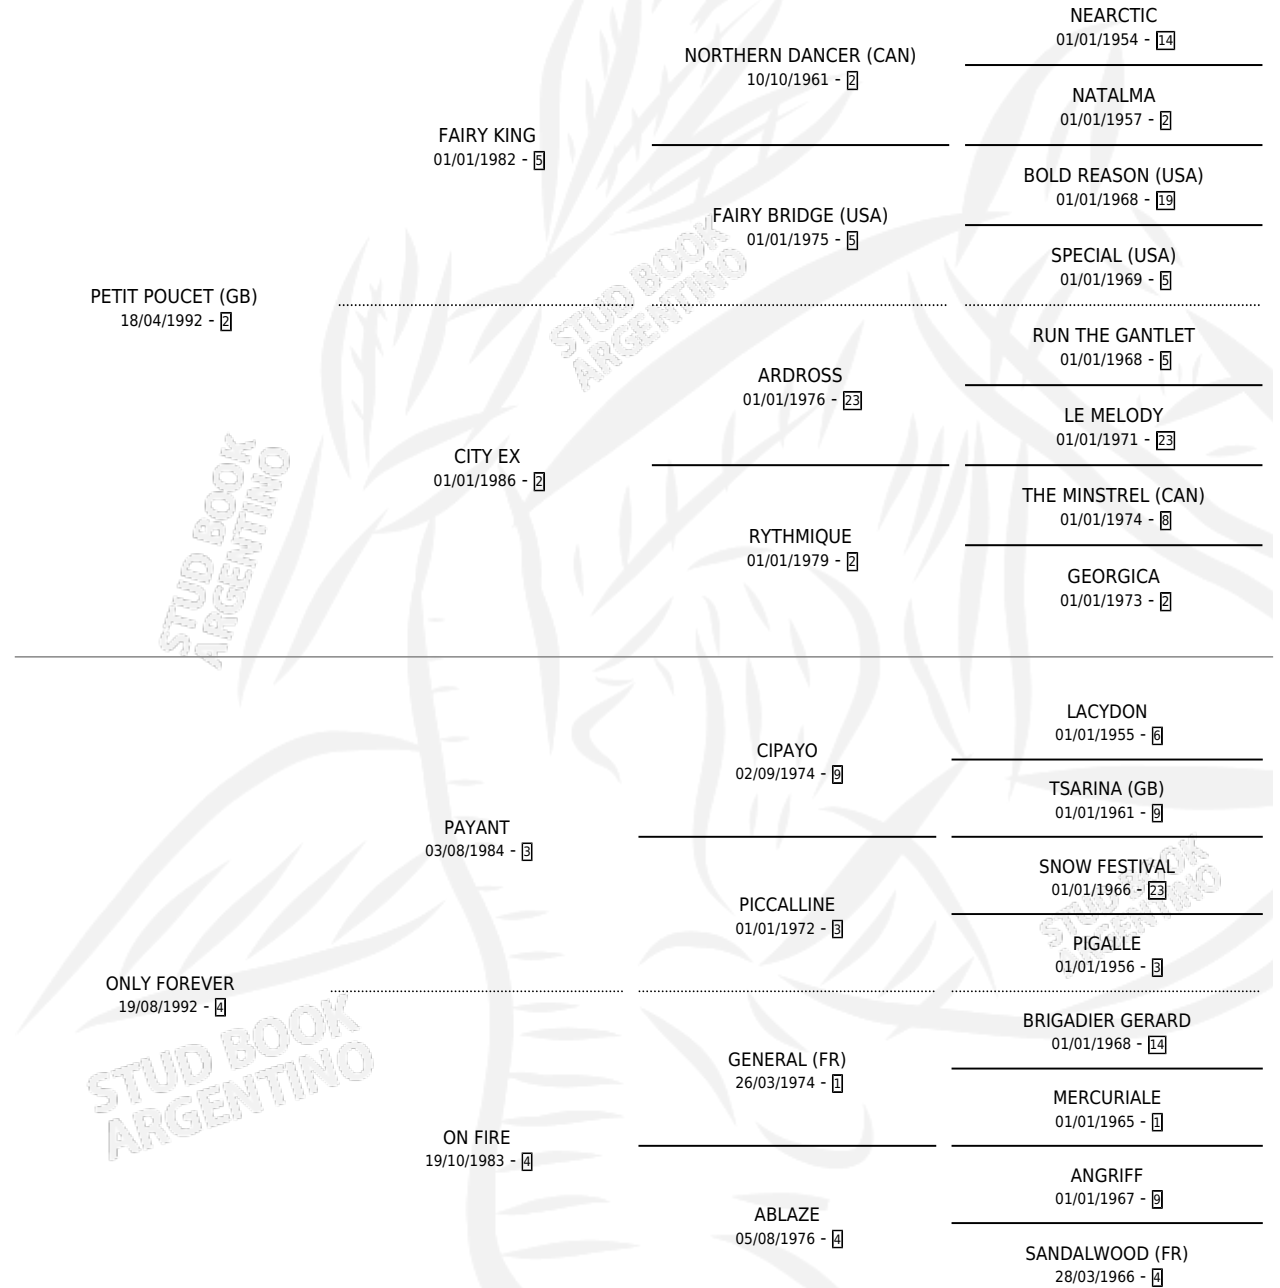 NEARCTIC
01/01/1954 - 14
NORTHERN DANCER (CAN)
10/10/1961 - 2
NATALMA
01/01/1957 - 2
FAIRY KING
01/01/1982 - 5
BOLD REASON (USA)
01/01/1968 - 19
FAIRY BRIDGE (USA)
01/01/1975 - 5
SPECIAL (USA)
01/01/1969 - 5
PETIT POUCET (GB)
18/04/1992 - 2
RUN THE GANTLET
01/01/1968 - 5
ARDROSS
01/01/1976 - 23
LE MELODY
01/01/1971 - 23
CITY EX
01/01/1986 - 2
THE MINSTREL (CAN)
01/01/1974 - 8
RYTHMIQUE
01/01/1979 - 2
GEORGICA
01/01/1973 - 2
LACYDON
01/01/1955 - 6
CIPAYO
02/09/1974 - 9
TSARINA (GB)
01/01/1961 - 9
PAYANT
03/08/1984 - 3
SNOW FESTIVAL
01/01/1966 - 23
PICCALLINE
01/01/1972 - 3
PIGALLE
01/01/1956 - 3
ONLY FOREVER
19/08/1992 - 4
BRIGADIER GERARD
01/01/1968 - 14
GENERAL (FR)
26/03/1974 - 1
MERCURIALE
01/01/1965 - 1
ON FIRE
19/10/1983 - 4
ANGRIFF
01/01/1967 - 9
ABLAZE
05/08/1976 - 4
SANDALWOOD (FR)
28/03/1966 - 4
STUD BOOK
ARGENTINO
STUD BOOK
ARGENTINO
STUD BOOK
ARGENTINO
STUD BOOK
ARGENTINO